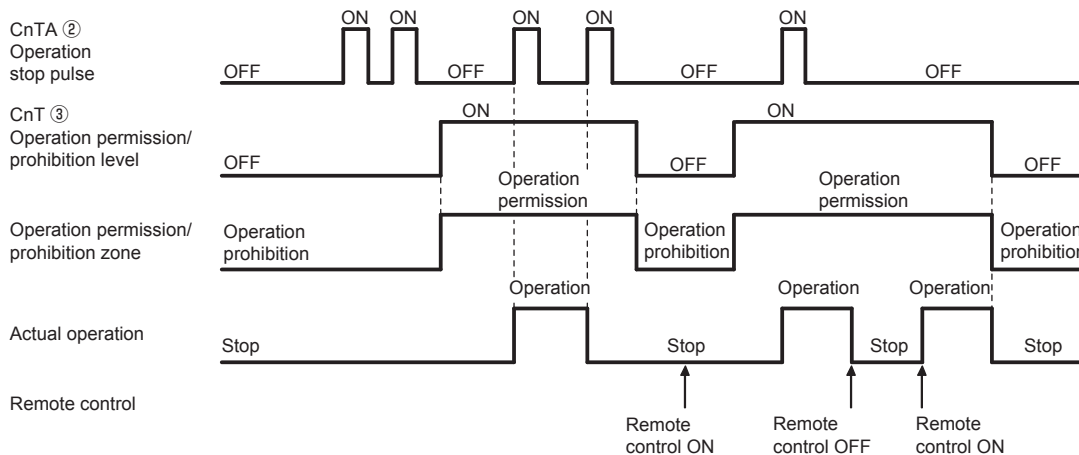 ON ON ON ON ON
CnTA ②
Operation
stop pulse
OFF OFF OFF OFF
CnT ③
Operation permission/
prohibition level
ON ON
OFF OFF OFF
Operation
permission
Operation
permission
Operation permission/
prohibition zone
Operation
prohibition
Operation
prohibition
Operation
prohibition
Operation Operation Operation
Actual operation
Stop Stop Stop Stop
Remote control
Remote
control ON
Remote
control OFF
Remote
control ON